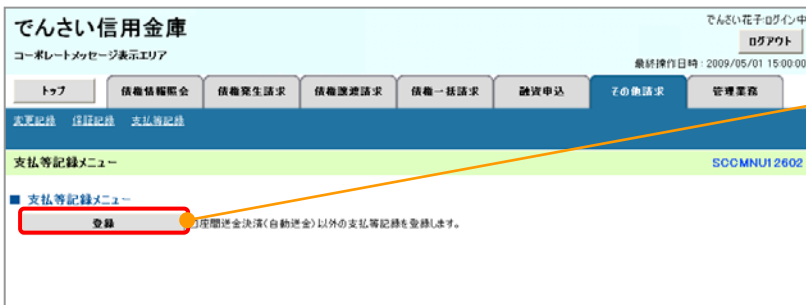 でんさい信用金庫
でんさい花子ログイン中
コーポレートメッセージ表示エリア
ログアウト
最終操作日時：2009/05/01 15:00:00
トップ 債権情報照会 債権発生請求 債権譲渡請求 債権一括請求 融資申込 その他請求 管理業務
変更記録 保証記録 支払等記録
支払等記録メニュー SCCMNU12602
■ 支払等記録メニュー
登録 口座間送金決済(自動送金)以外の支払等記録を登録します。